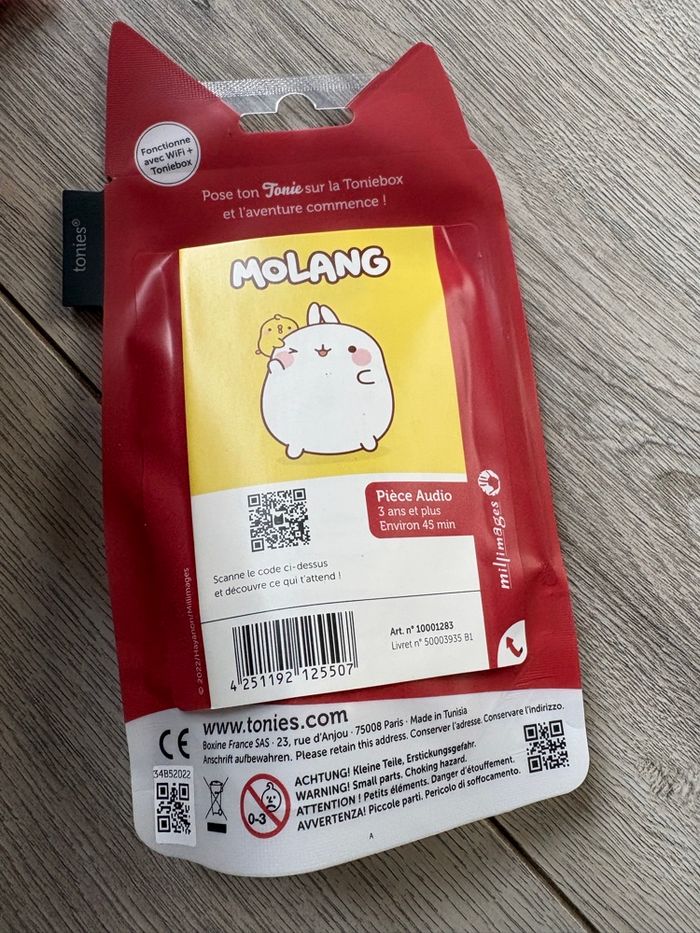 Fonctionne
avec WiFi +
Toniebox
Pose ton Tonie sur la Toniebox
et l'aventure commence !
tonies®
MOLANG
Pièce Audio
3 ans et plus
Environ 45 min
millimages
Scanne le code ci-dessus
et découvre ce qui t'attend !
© 2022/Hayanori/Millimages
4 251192 125507
Art. n° 10001283
Livret n° 50003935 B1
www.tonies.com
Boxine France SAS · 23, rue d'Anjou · 75008 Paris · Made in Tunisia
Anschrift aufbewahren. Please retain this address. Conserver l'adresse. Conservare l'indirizzo.
CE
34B52022
0-3
ACHTUNG! Kleine Teile, Erstickungsgefahr.
WARNING! Small parts. Choking hazard.
ATTENTION ! Petits éléments. Danger d'étouffement.
AVVERTENZA! Piccole parti. Pericolo di soffocamento.
A